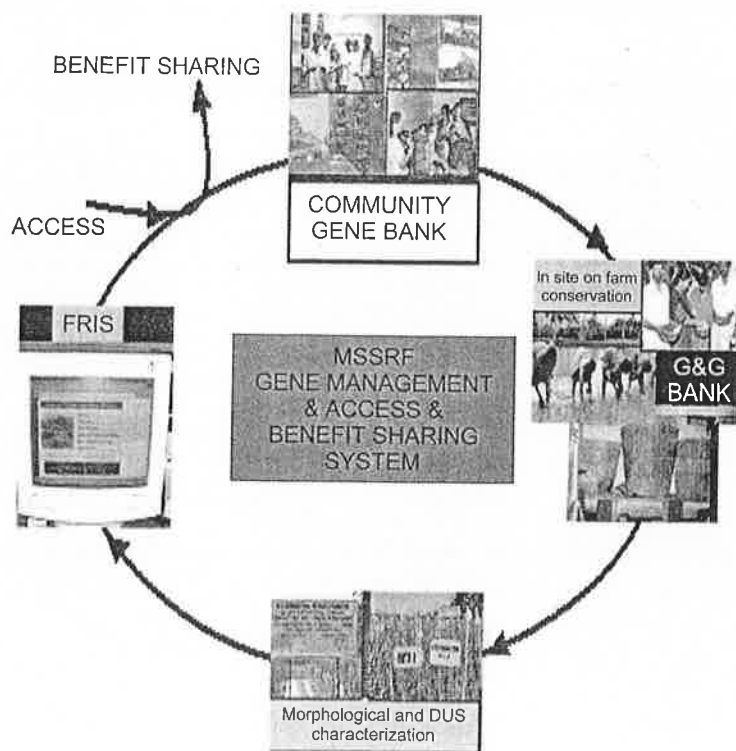 BENEFIT SHARING
ACCESS
COMMUNITY
GENE BANK
In site on farm
conservation
G&G
BANK
FRIS
MSSRF
GENE MANAGEMENT
& ACCESS &
BENEFIT SHARING
SYSTEM
Morphological and DUS
characterization